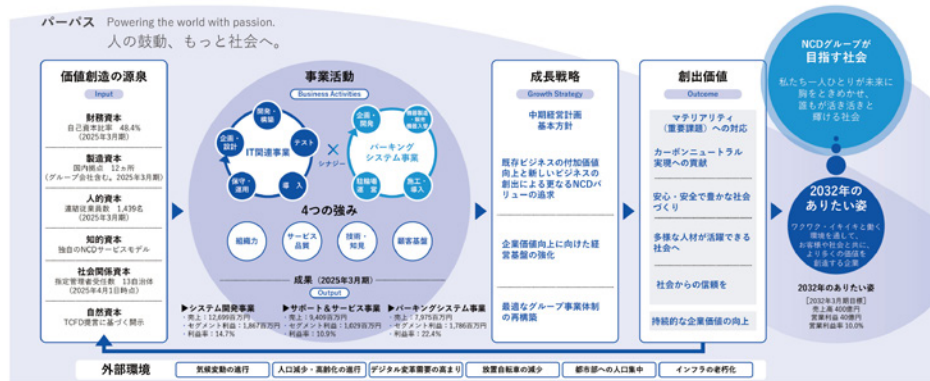 パーパス Powering the world with passion.
人の鼓動、もっと社会へ。
価値創造の源泉
Input
財務資本
自己資本比率 48.4%
(2025年3月期)
製造資本
国内拠点 12ヵ所
(グループ会社含む。2025年3月期)
人的資本
連結従業員数 1,439名
(2025年3月期)
知的資本
独自のNCDサービスモデル
社会関係資本
指定管理者受任数 13自治体
(2025年4月1日時点)
自然資本
TCFD提言に基づく開示
事業活動
Business Activities
開発・
構築
企画・
設計
テスト
IT関連事業
保守・
運用
導入
×
シナジー
企画・
開発
パーキング
システム事業
駐輪場
運営
施工・
導入
4つの強み
組織力
サービス
品質
技術・
知見
顧客基盤
成果(2025年3月期)
Output
▶システム開発事業
・売上:12,699百万円
・セグメント利益:1,867百万円
・利益率:14.7%
▶サポート&サービス事業
・売上:9,409百万円
・セグメント利益:1,029百万円
・利益率:10.9%
▶パーキングシステム事業
・売上:7,975百万円
・セグメント利益:1,786百万円
・利益率:22.4%
成長戦略
Growth Strategy
中期経営計画
基本方針
既存ビジネスの付加価値
向上と新しいビジネスの
創出による更なるNCDバ
リューの追求
企業価値向上に向けた経
営基盤の強化
最適なグループ事業体制
の再構築
創出価値
Outcome
マテリアリティ
(重要課題)への対応
カーボンニュートラル
実現への貢献
安心・安全で豊かな社会
づくり
多様な人材が活躍できる
社会へ
社会からの信頼を
持続的な企業価値の向上
NCDグループが
目指す社会
私たち一人ひとりが未来に
胸をときめかせ、
誰もが活き活きと
輝ける社会
2032年の
ありたい姿
ワクワク・イキイキと働く
環境を通して、
お客様や社会と共に、
より多くの価値を
創造する企業
2032年のありたい姿
[2032年3月期目標]
売上高 400億円
営業利益 40億円
営業利益率 10.0%
外部環境
気候変動の進行
人口減少・高齢化の進行
デジタル変革需要の高まり
放置自転車の減少
都市部への人口集中
インフラの老朽化